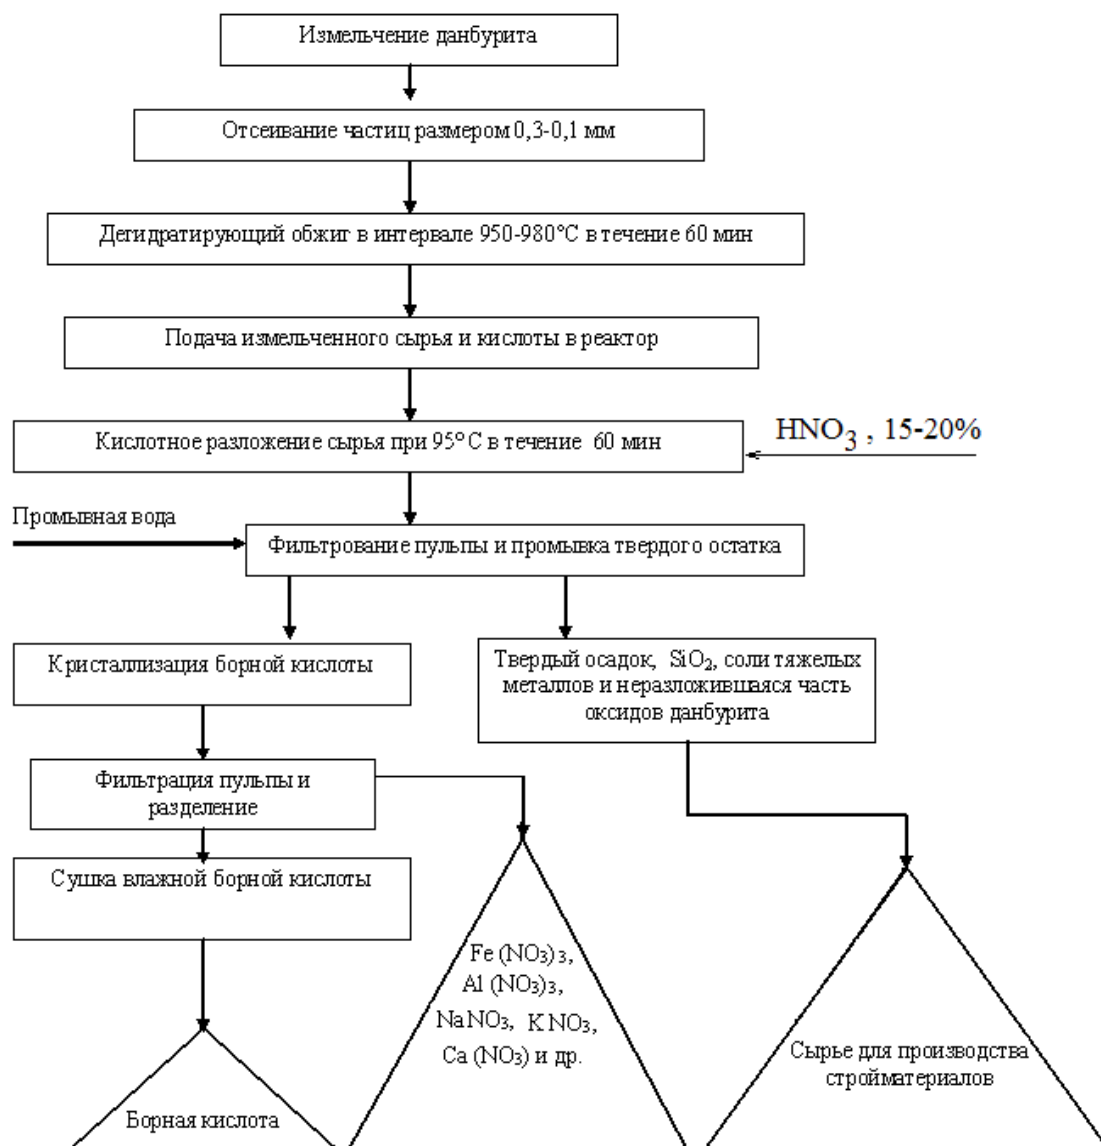 Измельчение данбурита
Отсеивание частиц размером 0,3-0,1 мм
Дегидратирующий обжиг в интервале 950-980°С в течение 60 мин
Подача измельченного сырья и кислоты в реактор
Кислотное разложение сырья при 95°С в течение 60 мин
HNO3 , 15-20%
Промывная вода
Фильтрование пульпы и промывка твердого остатка
Кристаллизация борной кислоты
Твердый осадок, SiO2, соли тяжелых
металлов и неразложившаяся часть
оксидов данбурита
Фильтрация пульпы и
разделение
Сушка влажной борной кислоты
Fe (NO3) 3,
Al (NO3)3,
NaNO3, KNO3,
Ca (NO3) и др.
Сырье для производства
стройматериалов
Борная кислота